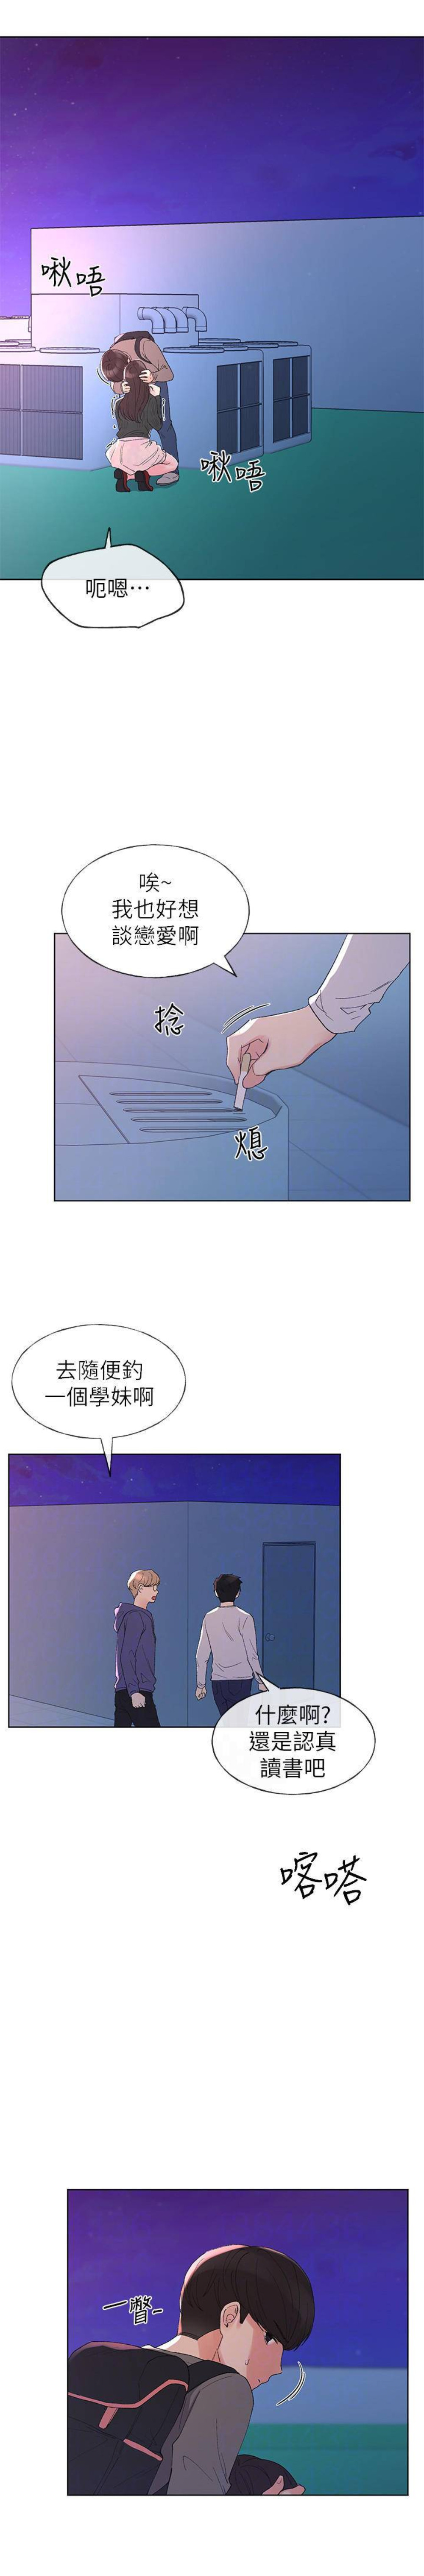 啾唔
啾唔
呃嗯⋯
唉~
我也好想
談戀愛啊
捻
熄
去隨便釣
一個學妹啊
什麼啊?
還是認真
讀書吧
喀嗒
一瞥-